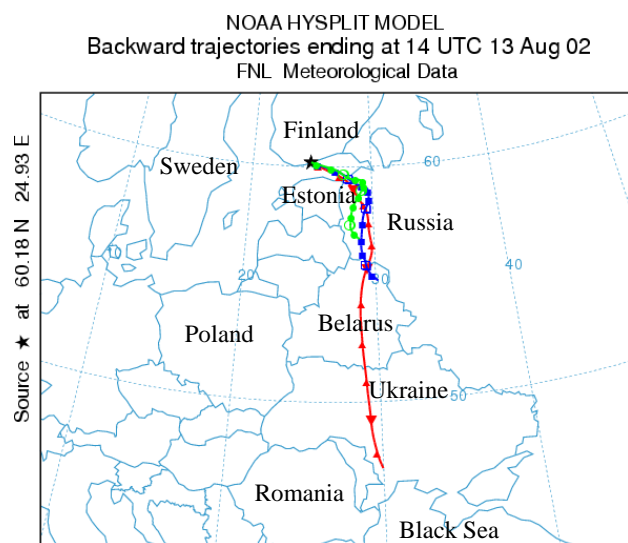 NOAA HYSPLIT MODEL
Backward trajectories ending at 14 UTC 13 Aug 02
FNL Meteorological Data
Source ★ at 60.18 N 24.93 E
Finland
60
Sweden
Estonia
Russia
10
20
30
40
Poland
Belarus
Ukraine
50
Romania
Black Sea